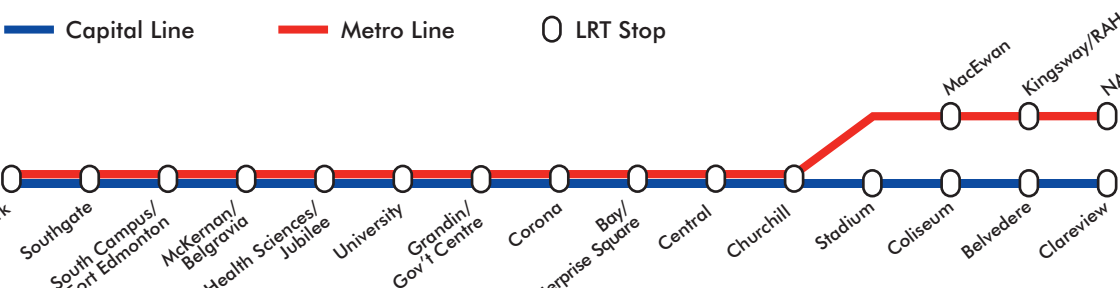 Capital Line
Metro Line
LRT Stop
MacEwan
Kingsway/RAH
Southgate
South Campus/
Fort Edmonton
McKernan/
Belgravia
Health Sciences/
Jubilee
University
Grandin/
Gov't Centre
Corona
Bay/
Square
Central
Churchill
Stadium
Coliseum
Belvedere
Clareview